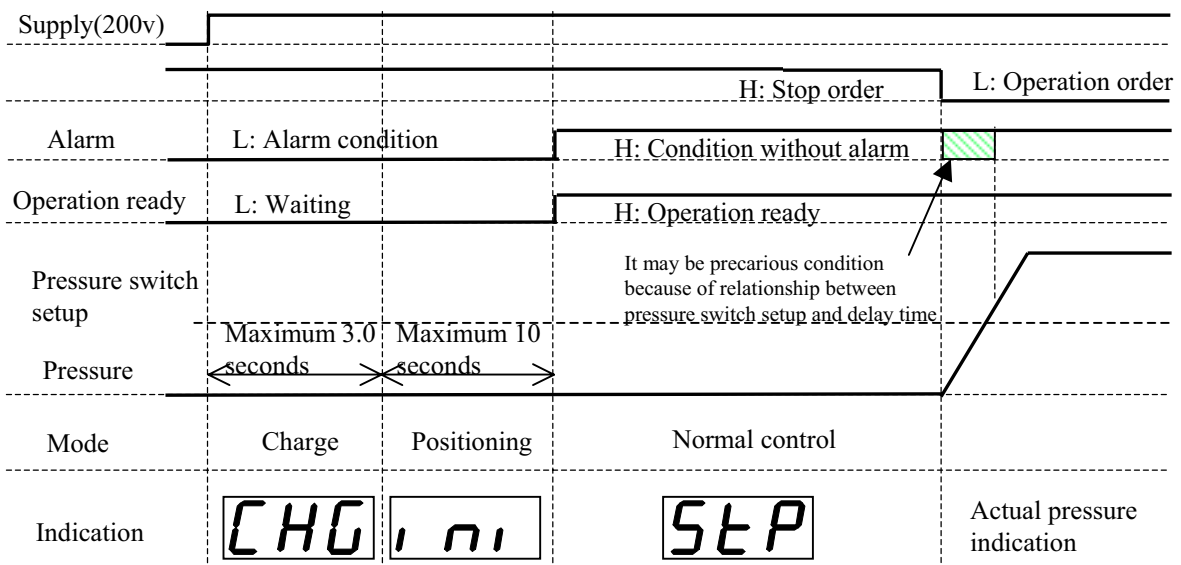 Supply(200v)
H: Stop order
L: Operation order
Alarm
L: Alarm condition
H: Condition without alarm
Operation ready
L: Waiting
H: Operation ready
It may be precarious condition
because of relationship between
pressure switch setup and delay time
Pressure switch
setup
Maximum 3.0
seconds
Maximum 10
seconds
Pressure
Mode
Charge
Positioning
Normal control
Indication
CHG
ini
StP
Actual pressure
indication